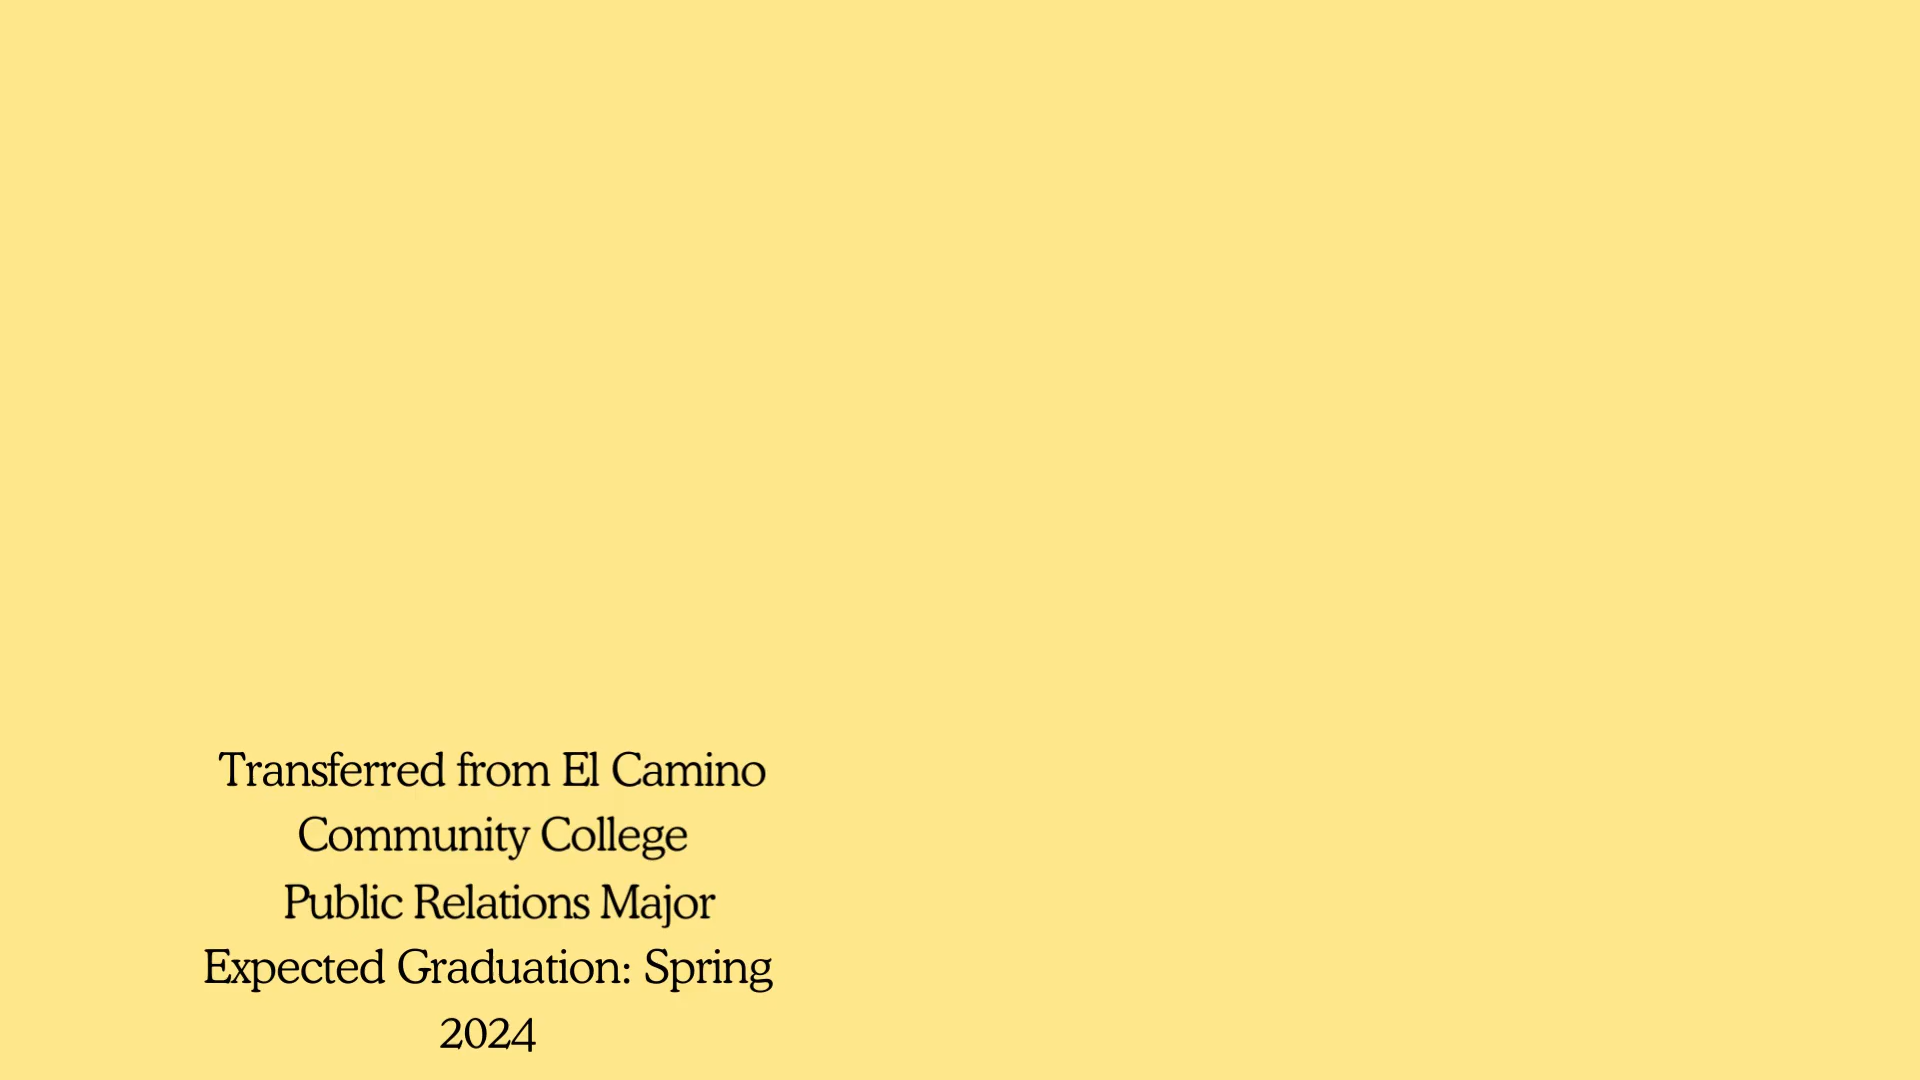 Transferred from El Camino
Community College
Public Relations Major
Expected Graduation: Spring
2024